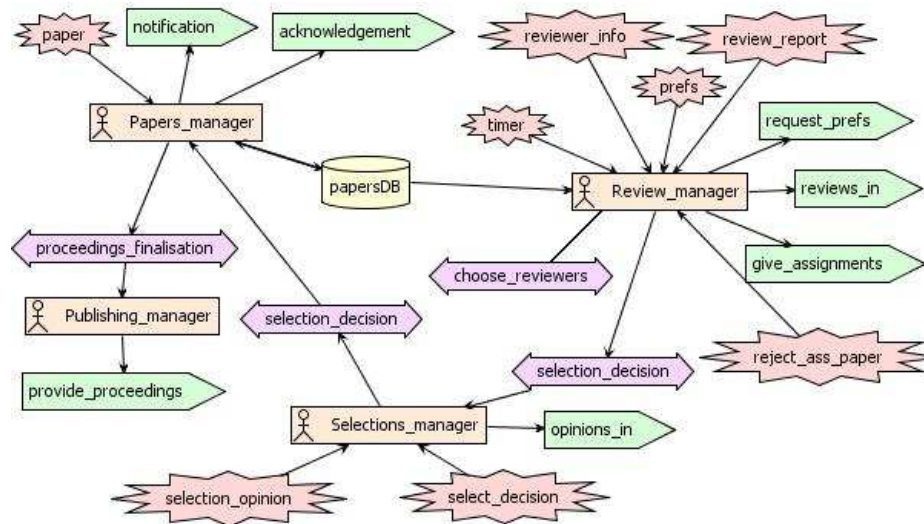 notification
acknowledgement
paper
reviewer_info
review_report
prefs
Papers_manager
timer
request_prefs
papersDB
Review_manager
reviews_in
proceedings_finalisation
choose_reviewers
give_assignments
Publishing_manager
selection_decision
reject_ass_paper
selection_decision
provide_proceedings
Selections_manager
opinions_in
selection_opinion
select_decision